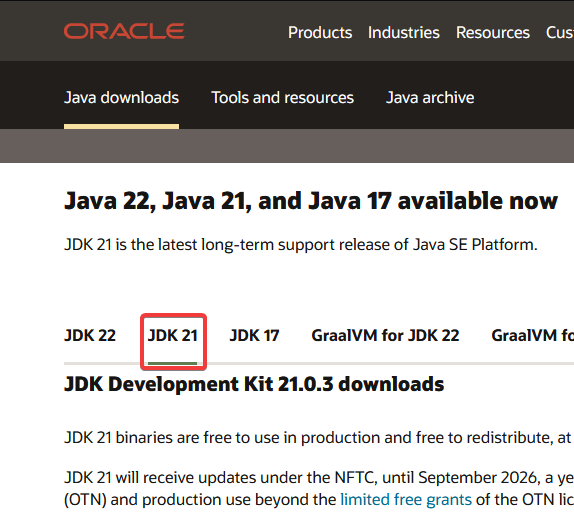 ORACLE
Products Industries Resources Cus
Java downloads Tools and resources Java archive
Java 22, Java 21, and Java 17 available now
JDK 21 is the latest long-term support release of Java SE Platform.
JDK 22 JDK 21 JDK 17 GraalVM for JDK 22 GraalVM fo
JDK Development Kit 21.0.3 downloads
JDK 21 binaries are free to use in production and free to redistribute, at
JDK 21 will receive updates under the NFTC, until September 2026, a ye
(OTN) and production use beyond the limited free grants of the OTN lic